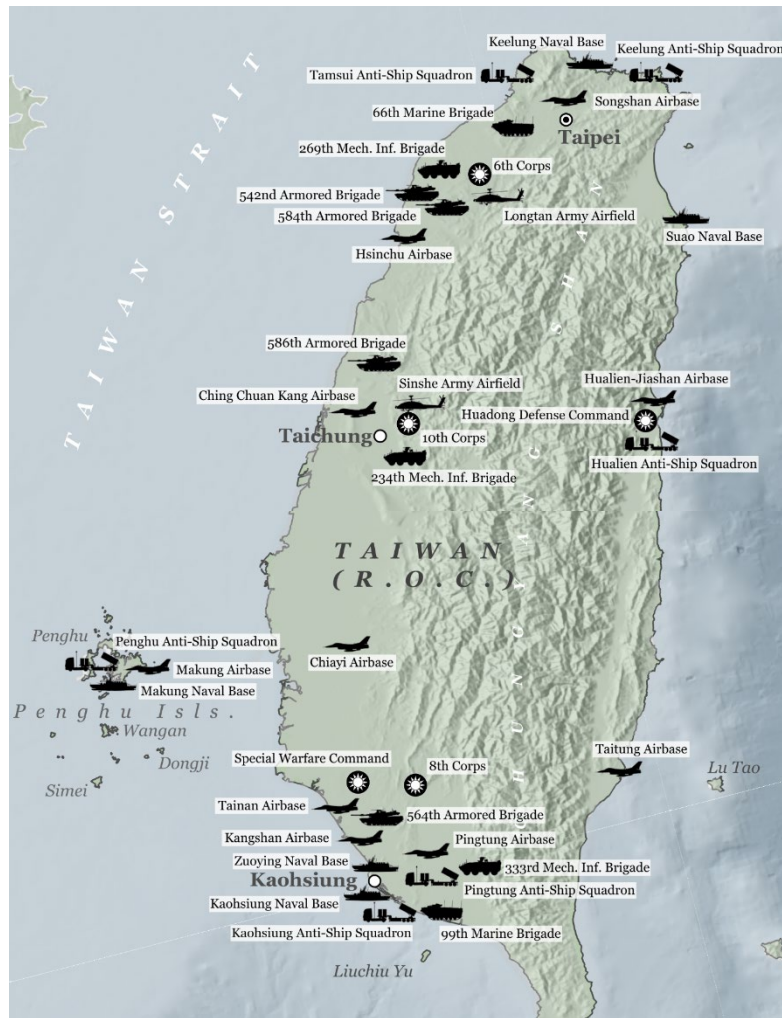 Keelung Naval Base
Keelung Anti-Ship Squadron
Tamsui Anti-Ship Squadron
Songshan Airbase
66th Marine Brigade
Taipei
269th Mech. Inf. Brigade
6th Corps
542nd Armored Brigade
584th Armored Brigade
Longtan Army Airfield
Suao Naval Base
Hsinchu Airbase
TAIWAN STRAIT
586th Armored Brigade
Hualien-Jiashan Airbase
Sinshe Army Airfield
Ching Chuan Kang Airbase
Huadong Defense Command
Taichung
10th Corps
Hualien Anti-Ship Squadron
234th Mech. Inf. Brigade
CHUNGYANG SHAN
TAIWAN
(R.O.C.)
Penghu
Penghu Anti-Ship Squadron
Chiayi Airbase
Makung Airbase
Makung Naval Base
Penghu Isls.
Wangan
Dongji
Simei
Special Warfare Command
8th Corps
Taitung Airbase
Lu Tao
Tainan Airbase
564th Armored Brigade
Kangshan Airbase
Pingtung Airbase
Zuoying Naval Base
333rd Mech. Inf. Brigade
Kaohsiung
Pingtung Anti-Ship Squadron
Kaohsiung Naval Base
Kaohsiung Anti-Ship Squadron
99th Marine Brigade
Liuchiu Yu